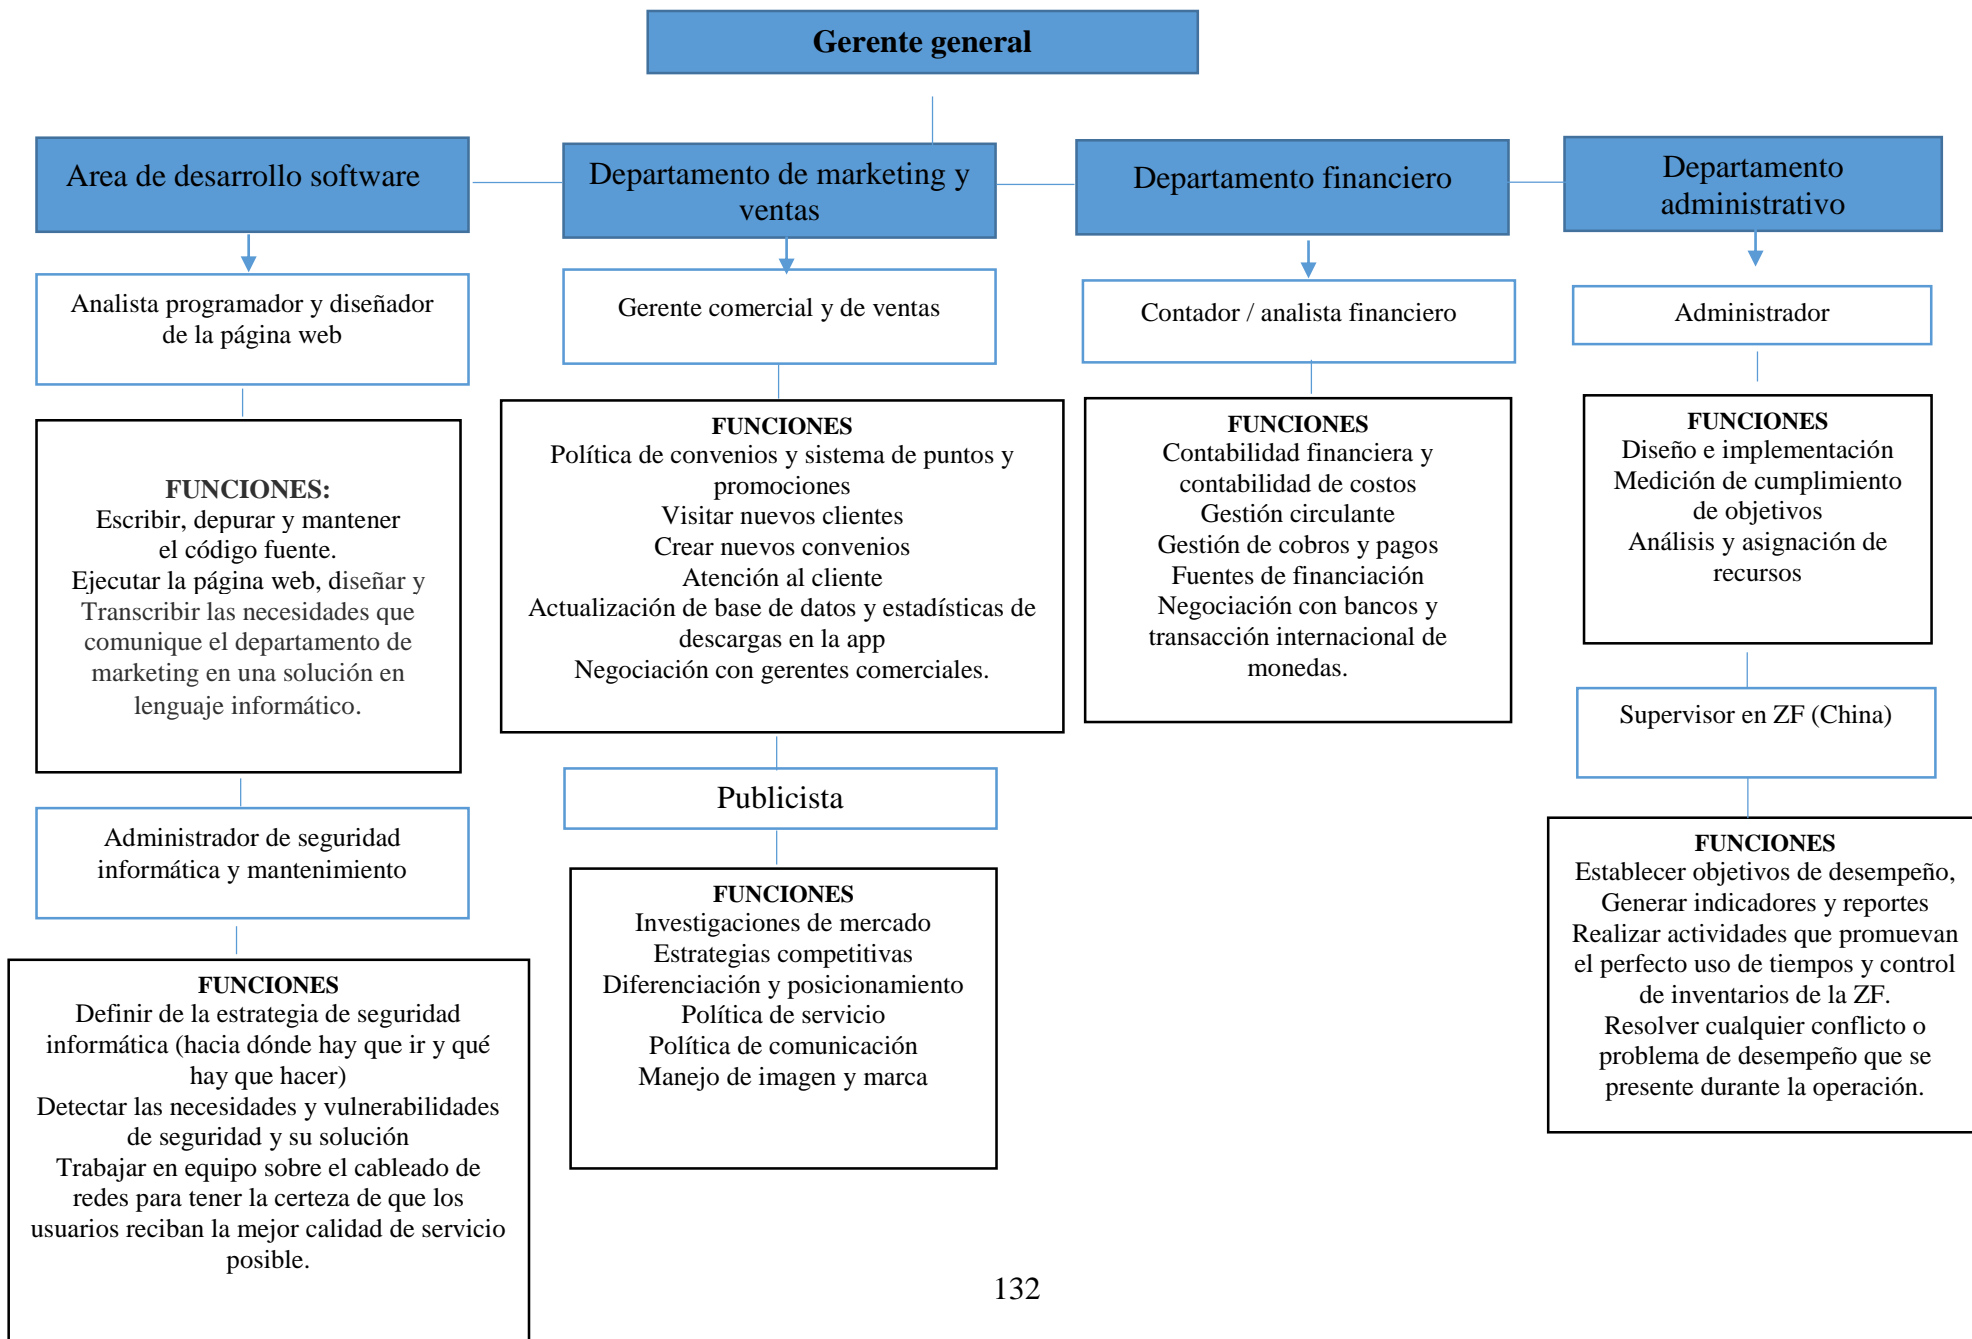 Gerente general
Area de desarrollo software
Departamento de marketing y
ventas
Departamento financiero
Departamento
administrativo
Analista programador y diseñador
de la página web
Gerente comercial y de ventas
Contador / analista financiero
Administrador
FUNCIONES:
Escribir, depurar y mantener
el código fuente.
Ejecutar la página web, diseñar y
Transcribir las necesidades que
comunique el departamento de
marketing en una solución en
lenguaje informático.
FUNCIONES
Política de convenios y sistema de puntos y
promociones
Visitar nuevos clientes
Crear nuevos convenios
Atención al cliente
Actualización de base de datos y estadísticas de
descargas en la app
Negociación con gerentes comerciales.
FUNCIONES
Contabilidad financiera y
contabilidad de costos
Gestión circulante
Gestión de cobros y pagos
Fuentes de financiación
Negociación con bancos y
transacción internacional de
monedas.
FUNCIONES
Diseño e implementación
Medición de cumplimiento
de objetivos
Análisis y asignación de
recursos
Administrador de seguridad
informática y mantenimiento
Publicista
Supervisor en ZF (China)
FUNCIONES
Definir de la estrategia de seguridad
informática (hacia dónde hay que ir y qué
hay que hacer)
Detectar las necesidades y vulnerabilidades
de seguridad y su solución
Trabajar en equipo sobre el cableado de
redes para tener la certeza de que los
usuarios reciban la mejor calidad de servicio
posible.
FUNCIONES
Investigaciones de mercado
Estrategias competitivas
Diferenciación y posicionamiento
Política de servicio
Política de comunicación
Manejo de imagen y marca
FUNCIONES
Establecer objetivos de desempeño,
Generar indicadores y reportes
Realizar actividades que promuevan
el perfecto uso de tiempos y control
de inventarios de la ZF.
Resolver cualquier conflicto o
problema de desempeño que se
presente durante la operación.
132